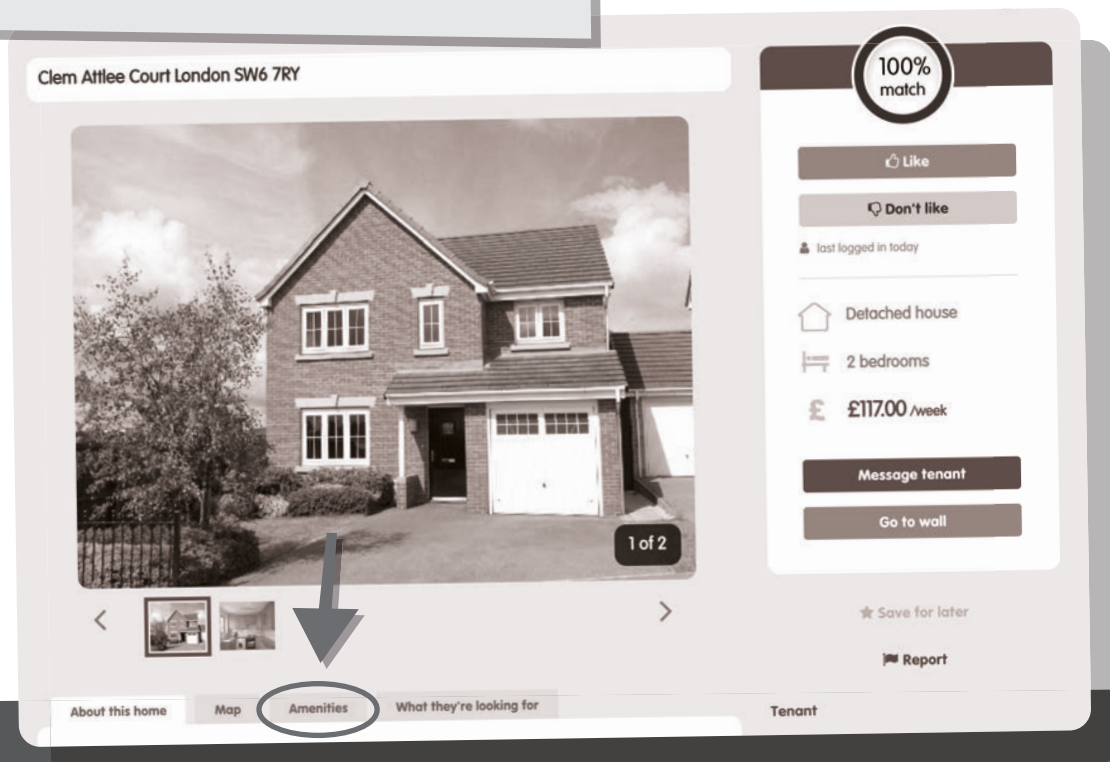 Clem Attlee Court London SW6 7RY
100%
match
Like
Don't like
last logged in today
Detached house
2 bedrooms
£
£117.00 /week
Message tenant
Go to wall
1 of 2
Save for later
Report
About this home
Map
Amenities
What they're looking for
Tenant